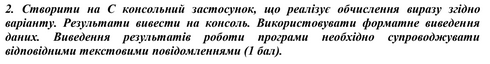 2. Створити на С консольний застосунок, що реалізує обчислення виразу згідно
варіанту. Результати вивести на консоль. Використовувати форматне виведення
даних. Виведення результатів роботи програми необхідно супроводжувати
відповідними текстовими повідомленнями (1 бал).